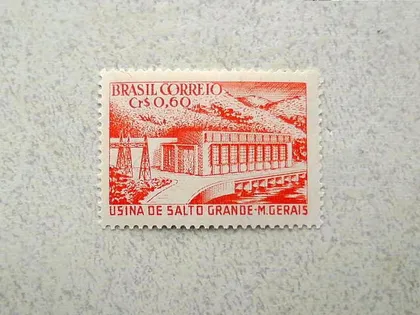 BRASIL CORREIO
Cr$ 0,60
USINA DE SALTO GRANDE-M.GERAIS